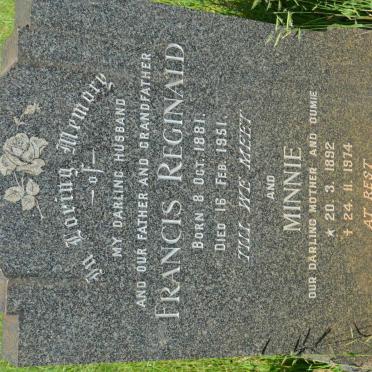 In Loving Memory
— of —
MY DARLING HUSBAND
AND OUR FATHER AND GRANDFATHER
FRANCIS REGINALD
BORN 8 OCT. 1881.
DIED 16 FEB. 1951.
TILL WE MEET
AND
MINNIE
OUR DARLING MOTHER AND OUMIE
★ 20. 3. 1892
✝ 24. 11. 1974
AT REST